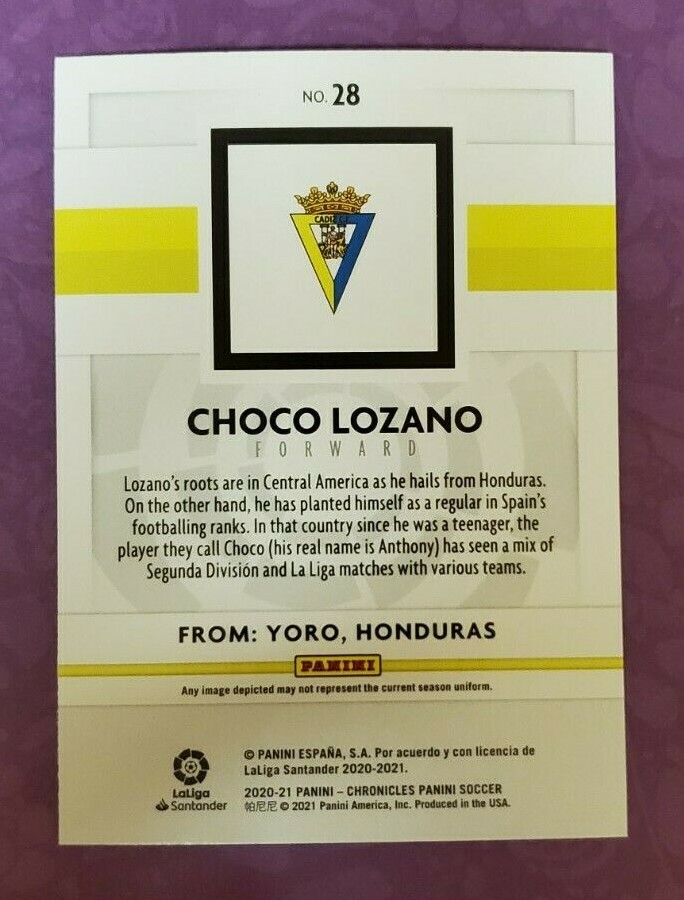 NO. 28
CADIZ C.F.
CHOCO LOZANO
FORWARD
Lozano's roots are in Central America as he hails from Honduras.
On the other hand, he has planted himself as a regular in Spain's
footballing ranks. In that country since he was a teenager, the
player they call Choco (his real name is Anthony) has seen a mix of
Segunda División and La Liga matches with various teams.
FROM: YORO, HONDURAS
PANINI
Any image depicted may not represent the current season uniform.
© PANINI ESPAÑA, S.A. Por acuerdo y con licencia de
LaLiga Santander 2020-2021.
LaLiga
Santander
2020-21 PANINI – CHRONICLES PANINI SOCCER
帕尼尼 © 2021 Panini America, Inc. Produced in the USA.